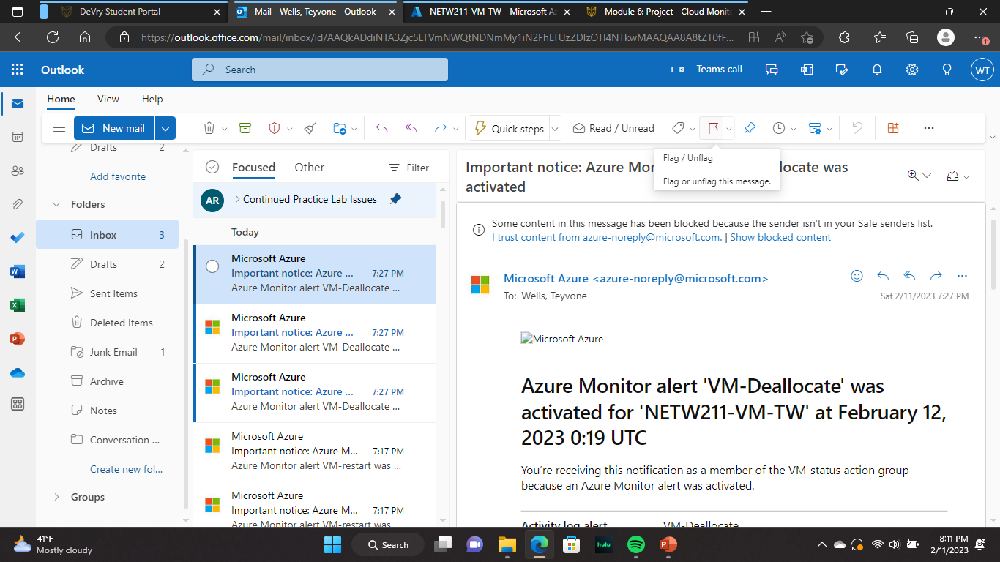 DeVry Student Portal
Mail - Wells, Teyvone - Outlook
NETW211-VM-TW - Microsoft Az
Module 6: Project - Cloud Monito
https://outlook.office.com/mail/inbox/id/AAQkADdiNTA3Zjc5LTVmNWQtNDNmMy1iN2FhLTUzZDIzOTI4NTkwMAAQAA8A8tZT0fF...
Outlook
Search
Teams call
WT
Home
View
Help
New mail
Quick steps
Read / Unread
Flag / Unflag
Flag or unflag this message.
Drafts 2
Add favorite
Folders
Inbox 3
Drafts 2
Sent Items
Deleted Items
Junk Email 1
Archive
Notes
Conversation ...
Create new fol...
Groups
Focused
Other
Filter
AR
Continued Practice Lab Issues
Today
Microsoft Azure
Important notice: Azure ... 7:27 PM
Azure Monitor alert VM-Deallocate ...
Microsoft Azure
Important notice: Azure ... 7:27 PM
Azure Monitor alert VM-Deallocate ...
Microsoft Azure
Important notice: Azure ... 7:27 PM
Azure Monitor alert VM-Deallocate ...
Microsoft Azure
Important notice: Azure M... 7:17 PM
Azure Monitor alert VM-restart was ...
Microsoft Azure
Important notice: Azure M... 7:17 PM
Azure Monitor alert VM-restart was
Important notice: Azure Mon
locate was
activated
Some content in this message has been blocked because the sender isn't in your Safe senders list.
I trust content from azure-noreply@microsoft.com. | Show blocked content
Microsoft Azure <azure-noreply@microsoft.com>
To: Wells, Teyvone
Sat 2/11/2023 7:27 PM
Microsoft Azure
Azure Monitor alert 'VM-Deallocate' was
activated for 'NETW211-VM-TW' at February 12,
2023 0:19 UTC
You're receiving this notification as a member of the VM-status action group
because an Azure Monitor alert was activated.
Activity log alert VM-Deallocate
41°F
Mostly cloudy
Search
hulu
8:11 PM
2/11/2023